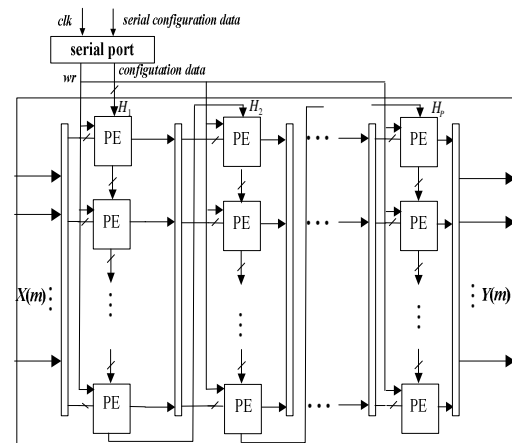 clk
serial configuration data
serial port
wr
configutation data
H1
H2
HP
PE
PE
PE
PE
PE
PE
X(m)
Y(m)
PE
PE
PE